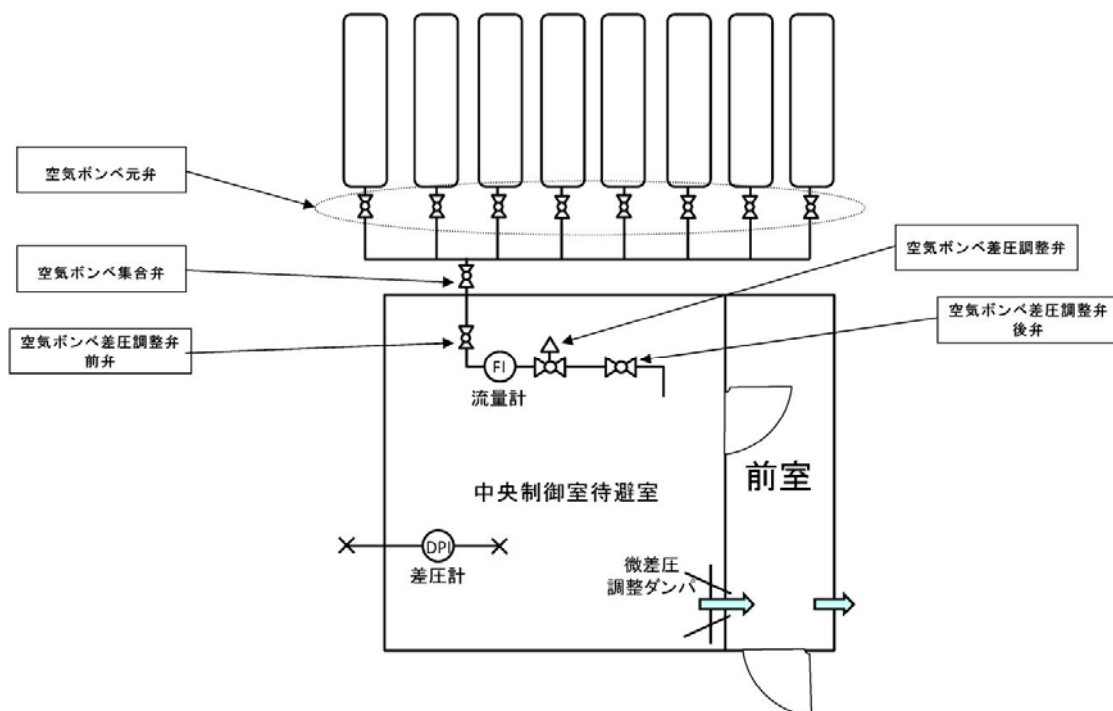 空気ボンベ元弁
空気ボンベ差圧調整弁
空気ボンベ集合弁
空気ボンベ差圧調整弁
後弁
空気ボンベ差圧調整弁
前弁
FI
流量計
前室
中央制御室待避室
DPI
差圧計
微差圧
調整ダンパ